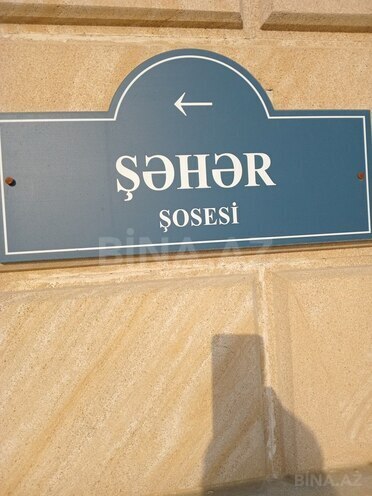 ←
ŞƏHƏR
ŞOSESİ
BINA.AZ
BINA.AZ